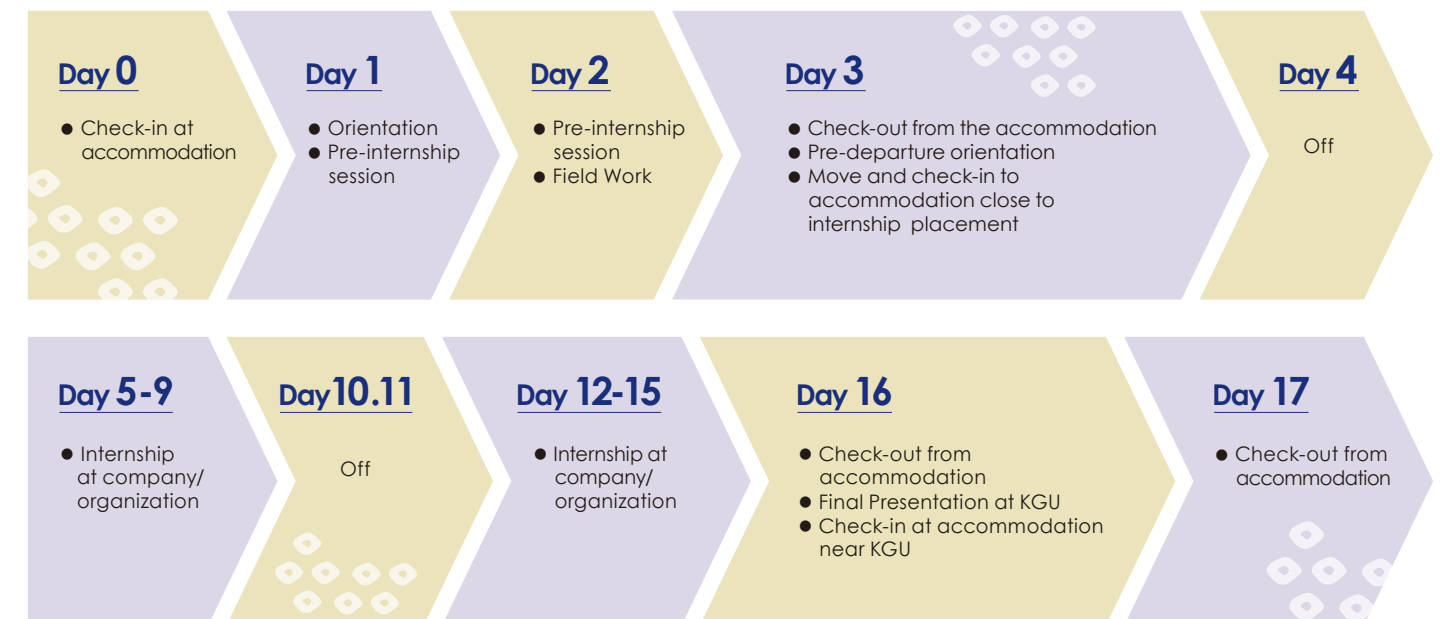 Day 0
● Check-in at
accommodation
Day 1
● Orientation
● Pre-internship
session
Day 2
● Pre-internship
session
● Field Work
Day 3
● Check-out from the accommodation
● Pre-departure orientation
● Move and check-in to
accommodation close to
internship placement
Day 4
Off
Day 5-9
● Internship
at company/
organization
Day10.11
Off
Day 12-15
● Internship at
company/
organization
Day 16
● Check-out from
accommodation
● Final Presentation at KGU
● Check-in at accommodation
near KGU
Day 17
● Check-out from
accommodation